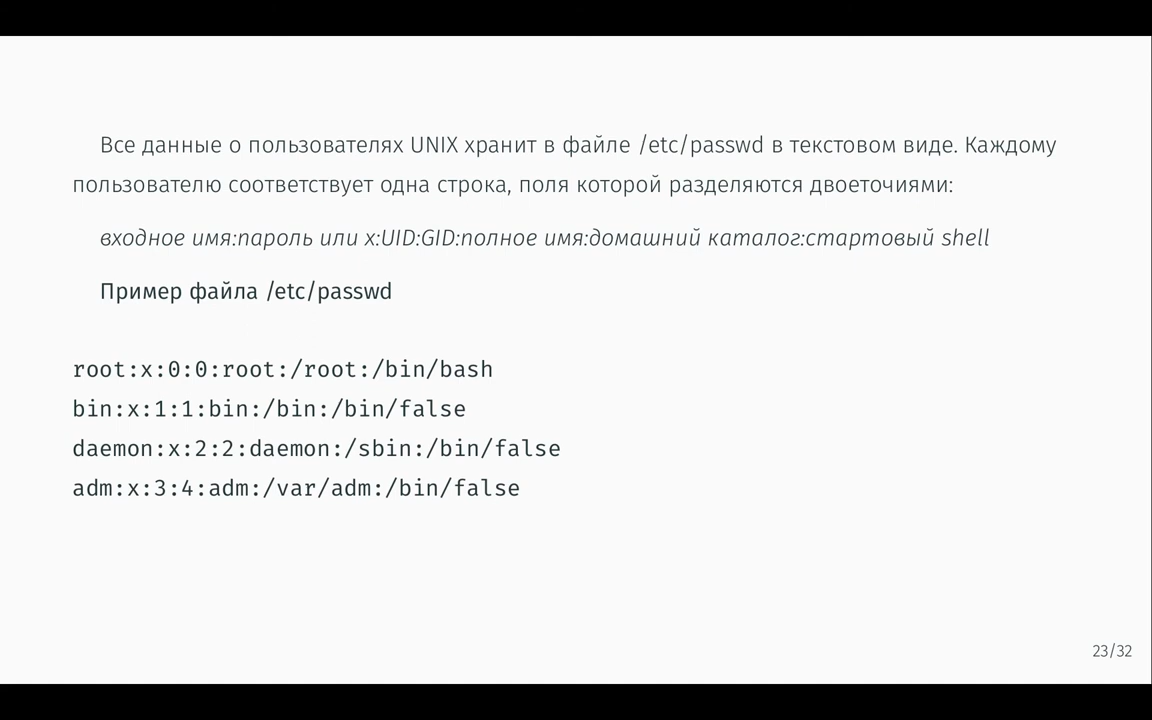 Все данные о пользователях UNIX хранит в файле /etc/passwd в текстовом виде. Каждому
пользователю соответствует одна строка, поля которой разделяются двоеточиями:
входное имя:пароль или x:UID:GID:полное имя:домашний каталог:стартовый shell
Пример файла /etc/passwd
root:x:0:0:root:/root:/bin/bash
bin:x:1:1:bin:/bin:/bin/false
daemon:x:2:2:daemon:/sbin:/bin/false
adm:x:3:4:adm:/var/adm:/bin/false
23/32